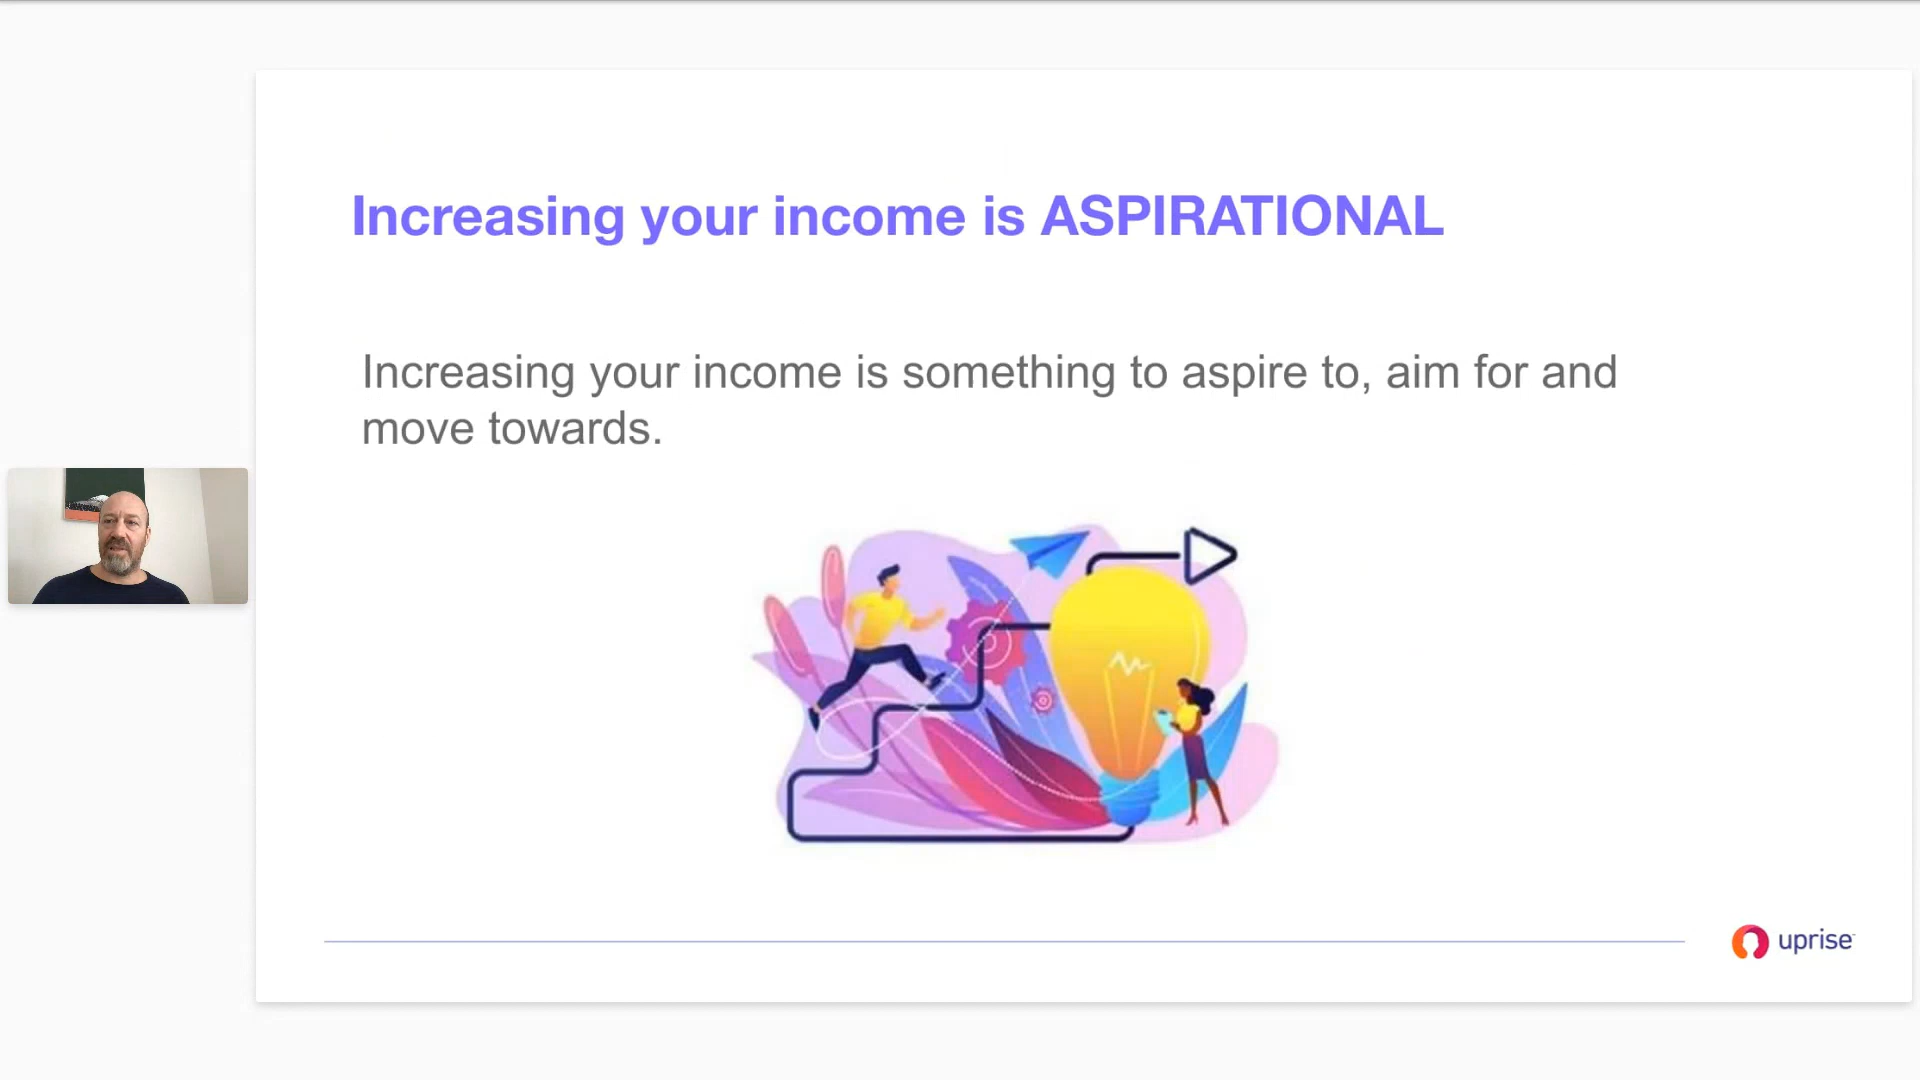 Increasing your income is ASPIRATIONAL
Increasing your income is something to aspire to, aim for and
move towards.
uprise